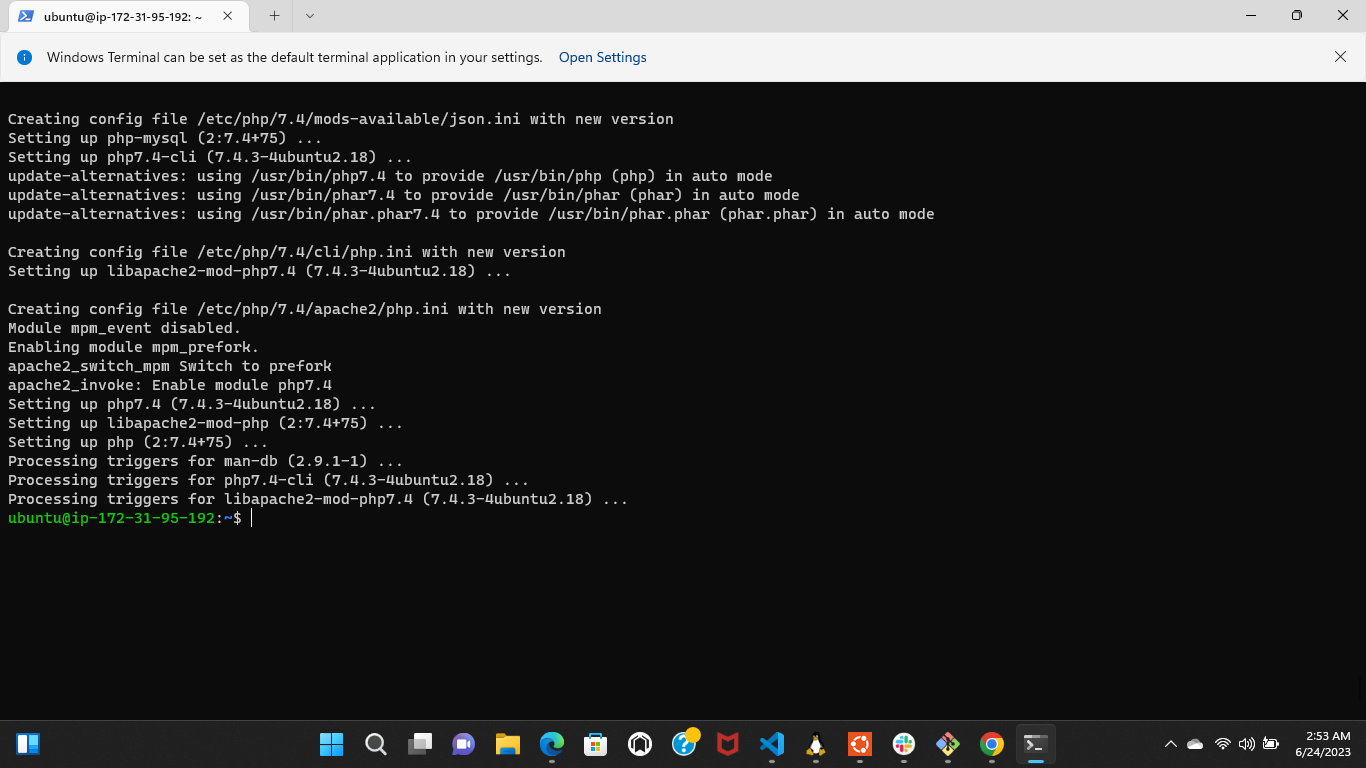 ubuntu@ip-172-31-95-192: ~
Windows Terminal can be set as the default terminal application in your settings. Open Settings
Creating config file /etc/php/7.4/mods-available/json.ini with new version
Setting up php-mysql (2:7.4+75) ...
Setting up php7.4-cli (7.4.3-4ubuntu2.18) ...
update-alternatives: using /usr/bin/php7.4 to provide /usr/bin/php (php) in auto mode
update-alternatives: using /usr/bin/phar7.4 to provide /usr/bin/phar (phar) in auto mode
update-alternatives: using /usr/bin/phar.phar7.4 to provide /usr/bin/phar.phar (phar.phar) in auto mode
Creating config file /etc/php/7.4/cli/php.ini with new version
Setting up libapache2-mod-php7.4 (7.4.3-4ubuntu2.18) ...
Creating config file /etc/php/7.4/apache2/php.ini with new version
Module mpm_event disabled.
Enabling module mpm_prefork.
apache2_switch_mpm Switch to prefork
apache2_invoke: Enable module php7.4
Setting up php7.4 (7.4.3-4ubuntu2.18) ...
Setting up libapache2-mod-php (2:7.4+75) ...
Setting up php (2:7.4+75) ...
Processing triggers for man-db (2.9.1-1) ...
Processing triggers for php7.4-cli (7.4.3-4ubuntu2.18) ...
Processing triggers for libapache2-mod-php7.4 (7.4.3-4ubuntu2.18) ...
ubuntu@ip-172-31-95-192:~$
2:53 AM
6/24/2023